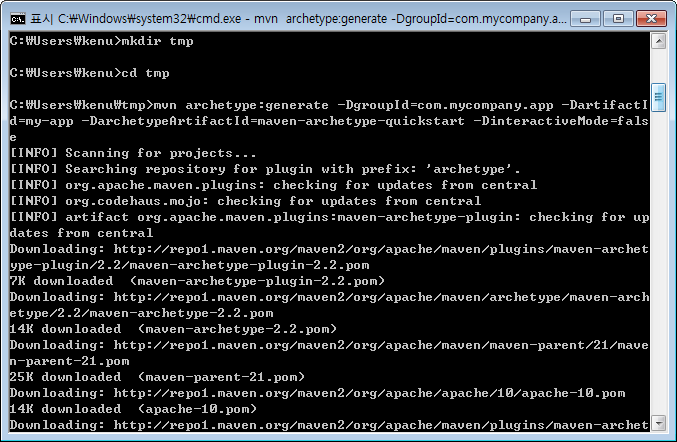 표시 C:₩Windows₩system32₩cmd.exe - mvn  archetype:generate -DgroupId=com.mycompany.a...
C:₩Users₩kenu>mkdir tmp
C:₩Users₩kenu>cd tmp
C:₩Users₩kenu₩tmp>mvn archetype:generate -DgroupId=com.mycompany.app -DartifactI
d=my-app -DarchetypeArtifactId=maven-archetype-quickstart -DinteractiveMode=fals
e
[INFO] Scanning for projects...
[INFO] Searching repository for plugin with prefix: 'archetype'.
[INFO] org.apache.maven.plugins: checking for updates from central
[INFO] org.codehaus.mojo: checking for updates from central
[INFO] artifact org.apache.maven.plugins:maven-archetype-plugin: checking for up
dates from central
Downloading: http://repo1.maven.org/maven2/org/apache/maven/plugins/maven-archet
ype-plugin/2.2/maven-archetype-plugin-2.2.pom
7K downloaded  (maven-archetype-plugin-2.2.pom)
Downloading: http://repo1.maven.org/maven2/org/apache/maven/archetype/maven-arch
etype/2.2/maven-archetype-2.2.pom
14K downloaded  (maven-archetype-2.2.pom)
Downloading: http://repo1.maven.org/maven2/org/apache/maven/maven-parent/21/mave
n-parent-21.pom
25K downloaded  (maven-parent-21.pom)
Downloading: http://repo1.maven.org/maven2/org/apache/apache/10/apache-10.pom
14K downloaded  (apache-10.pom)
Downloading: http://repo1.maven.org/maven2/org/apache/maven/plugins/maven-archet